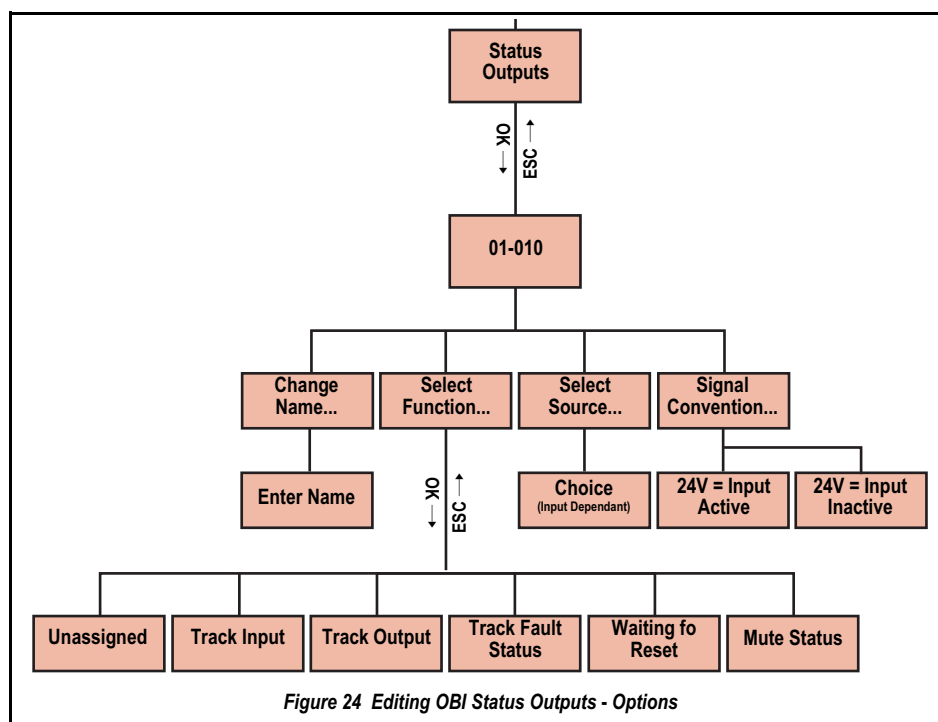 Status
Outputs
OK →
ESC →
01-010
Change
Name...
Select
Function...
Select
Source...
Signal
Convention...
Enter Name
OK →
ESC →
Choice
(Input Dependant)
24V = Input
Active
24V = Input
Inactive
Unassigned
Track Input
Track Output
Track Fault
Status
Waiting fo
Reset
Mute Status
Figure 24 Editing OBI Status Outputs - Options